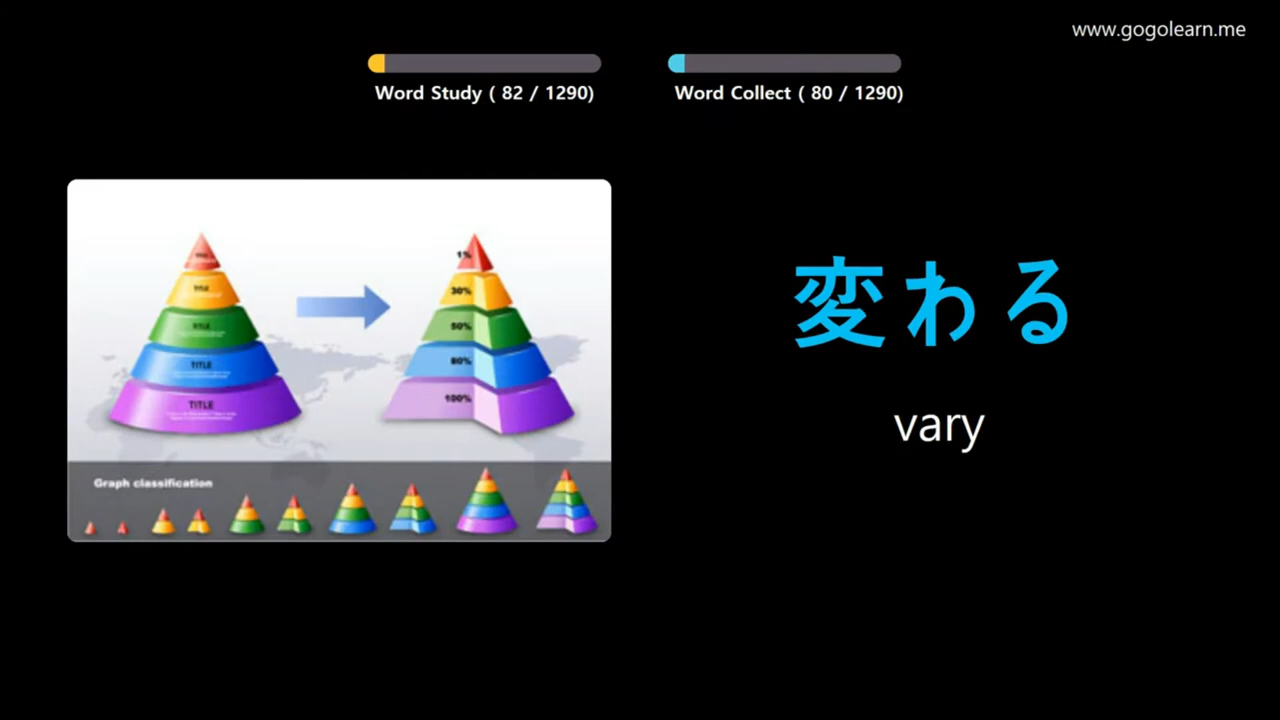 www.gogolearn.me
Word Study ( 82 / 1290)
Word Collect ( 80 / 1290)
TITLE
TITLE
TITLE
TITLE
1%
30%
50%
80%
100%
Graph classification
変わる
vary